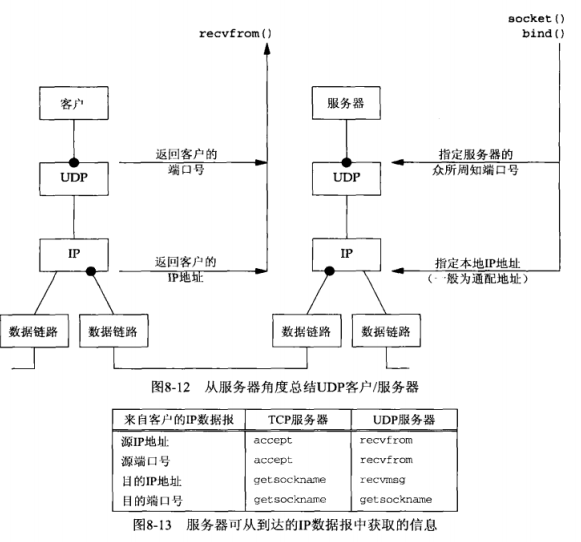 socket()
recvfrom()
bind()
客户
服务器
返回客户的
端口号
指定服务器的
众所周知端口号
UDP
UDP
IP
IP
返回客户的
IP地址
指定本地IP地址
（一般为通配地址）
数据链路
数据链路
数据链路
数据链路
图8-12 从服务器角度总结UDP客户/服务器
来自客户的IP数据报 TCP服务器 UDP服务器
源IP地址 accept recvfrom
源端口号 accept recvfrom
目的IP地址 getsockname recvmsg
目的端口号 getsockname getsockname
图8-13 服务器可从到达的IP数据报中获取的信息